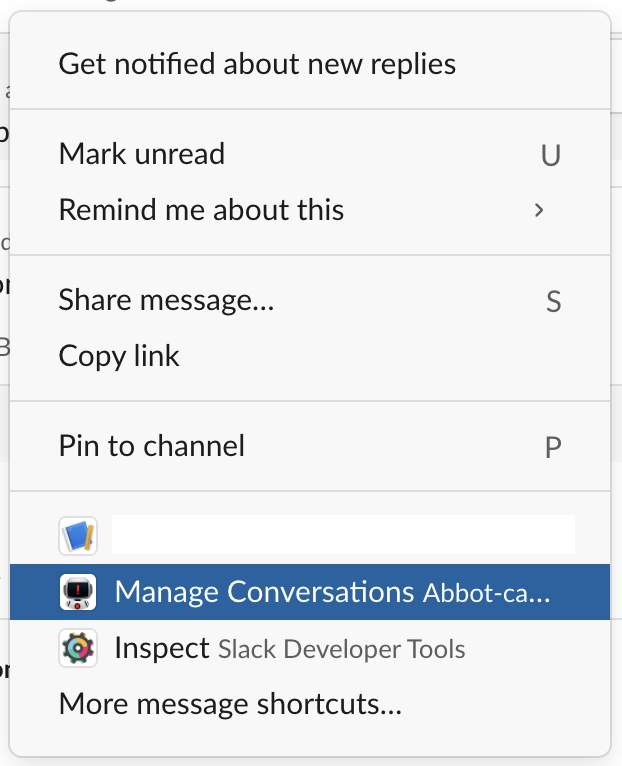 Get notified about new replies
Mark unread U
Remind me about this
Share message... S
Copy link
Pin to channel P
Manage Conversations Abbot-ca...
Inspect Slack Developer Tools
More message shortcuts...